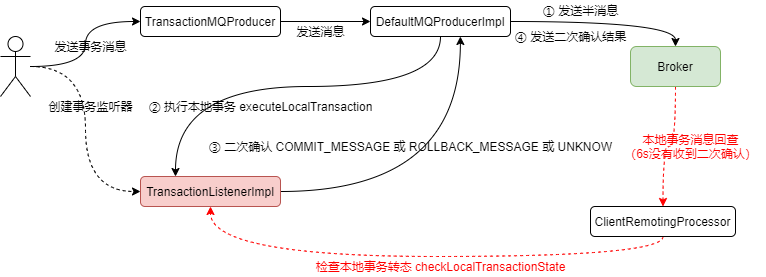 ① 发送半消息
TransactionMQProducer
DefaultMQProducerImpl
发送消息
④ 发送二次确认结果
发送事务消息
Broker
创建事务监听器
② 执行本地事务 executeLocalTransaction
本地事务消息回查
③ 二次确认 COMMIT_MESSAGE 或 ROLLBACK_MESSAGE 或 UNKNOW
(6s没有收到二次确认)
TransactionListenerImpl
ClientRemotingProcessor
检查本地事务转态 checkLocalTransactionState